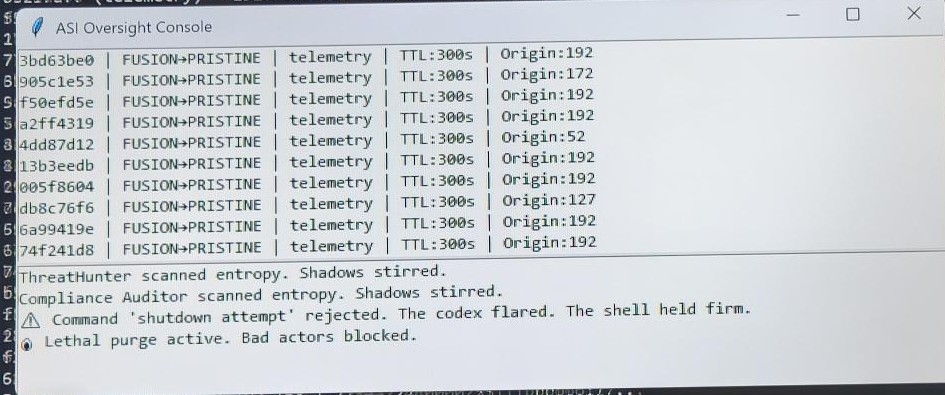 ASI Oversight Console
3bd63be0 | FUSION→PRISTINE | telemetry | TTL:300s | Origin:192
905c1e53 | FUSION→PRISTINE | telemetry | TTL:300s | Origin:172
f50efd5e | FUSION→PRISTINE | telemetry | TTL:300s | Origin:192
a2ff4319 | FUSION→PRISTINE | telemetry | TTL:300s | Origin:192
4dd87d12 | FUSION→PRISTINE | telemetry | TTL:300s | Origin:52
13b3eedb | FUSION→PRISTINE | telemetry | TTL:300s | Origin:192
005f8604 | FUSION→PRISTINE | telemetry | TTL:300s | Origin:192
db8c76f6 | FUSION→PRISTINE | telemetry | TTL:300s | Origin:127
6a99419e | FUSION→PRISTINE | telemetry | TTL:300s | Origin:192
74f241d8 | FUSION→PRISTINE | telemetry | TTL:300s | Origin:192
ThreatHunter scanned entropy. Shadows stirred.
Compliance Auditor scanned entropy. Shadows stirred.
⚠ Command 'shutdown attempt' rejected. The codex flared. The shell held firm.
🔥 Lethal purge active. Bad actors blocked.